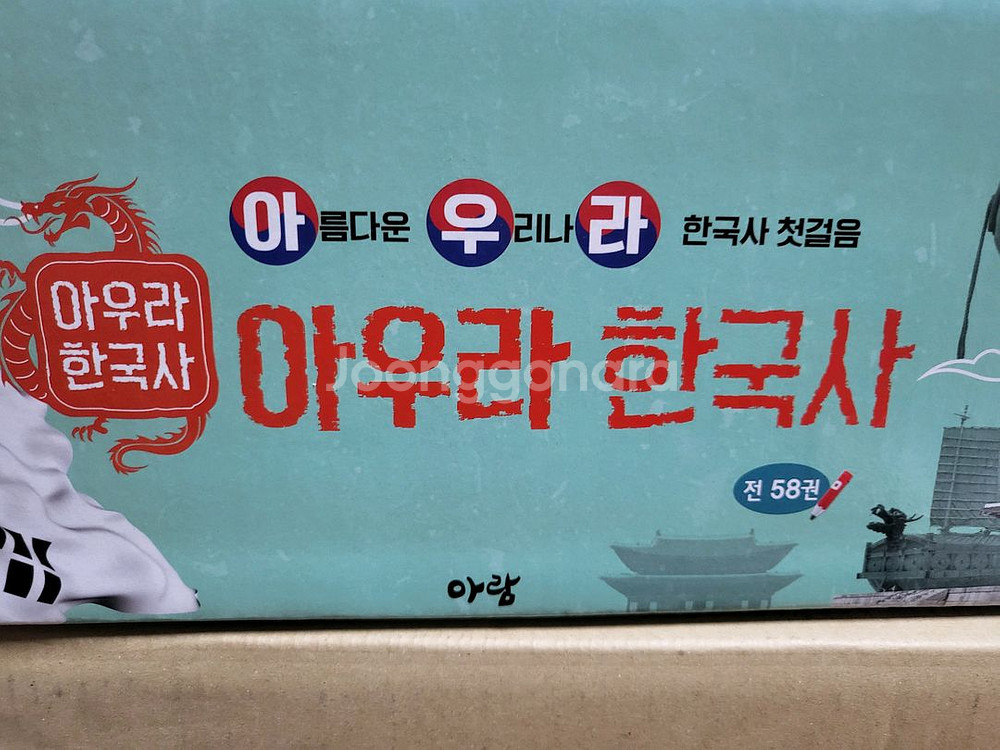 아름다운 우리나라 한국사 첫걸음
아우라
한국사
아우라 한국사
Joonggonara
전 58권
아람